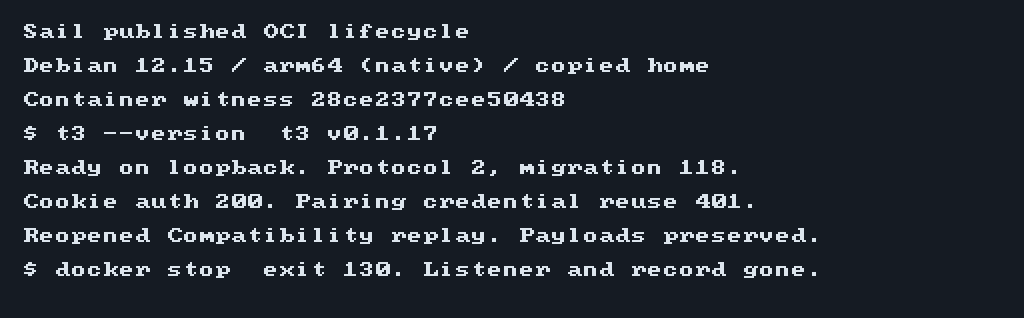 Sail published OCI lifecycle
Debian 12.15 / arm64 (native) / copied home
Container witness 28ce2377cee50438
$ t3 --version  t3 v0.1.17
Ready on loopback. Protocol 2, migration 118.
Cookie auth 200. Pairing credential reuse 401.
Reopened Compatibility replay. Payloads preserved.
$ docker stop  exit 130. Listener and record gone.